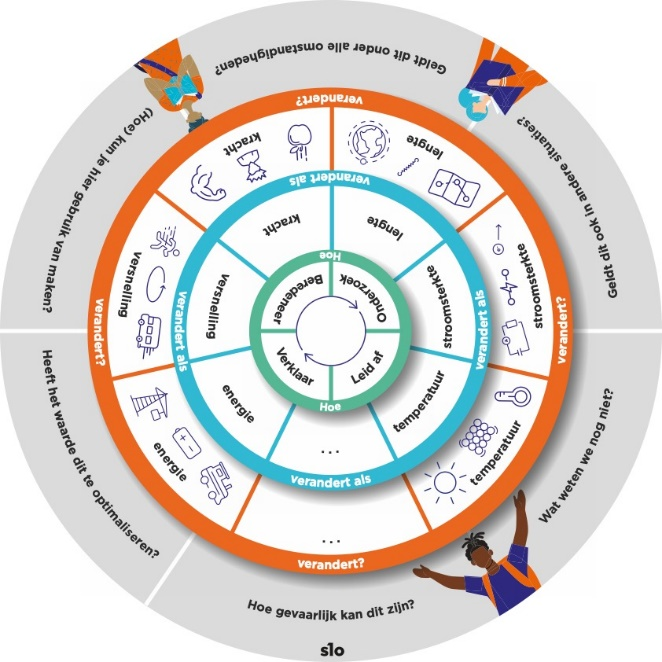 Geldt dit onder alle omstandigheden?
Geldt dit ook in andere situaties?
Wat weten we nog niet?
Hoe gevaarlijk kan dit zijn?
Heeft het waarde dit te optimaliseren?
(Hoe) kun je hier gebruik van maken?
verandert?
verandert?
verandert?
verandert?
kracht
lengte
stroomsterkte
temperatuur
...
energie
versnelling
verandert als
verandert als
verandert als
verandert als
kracht
lengte
stroomsterkte
temperatuur
...
energie
versnelling
Hoe
Hoe
Beredeneer
Onderzoek
Leid af
Verklaar
slo